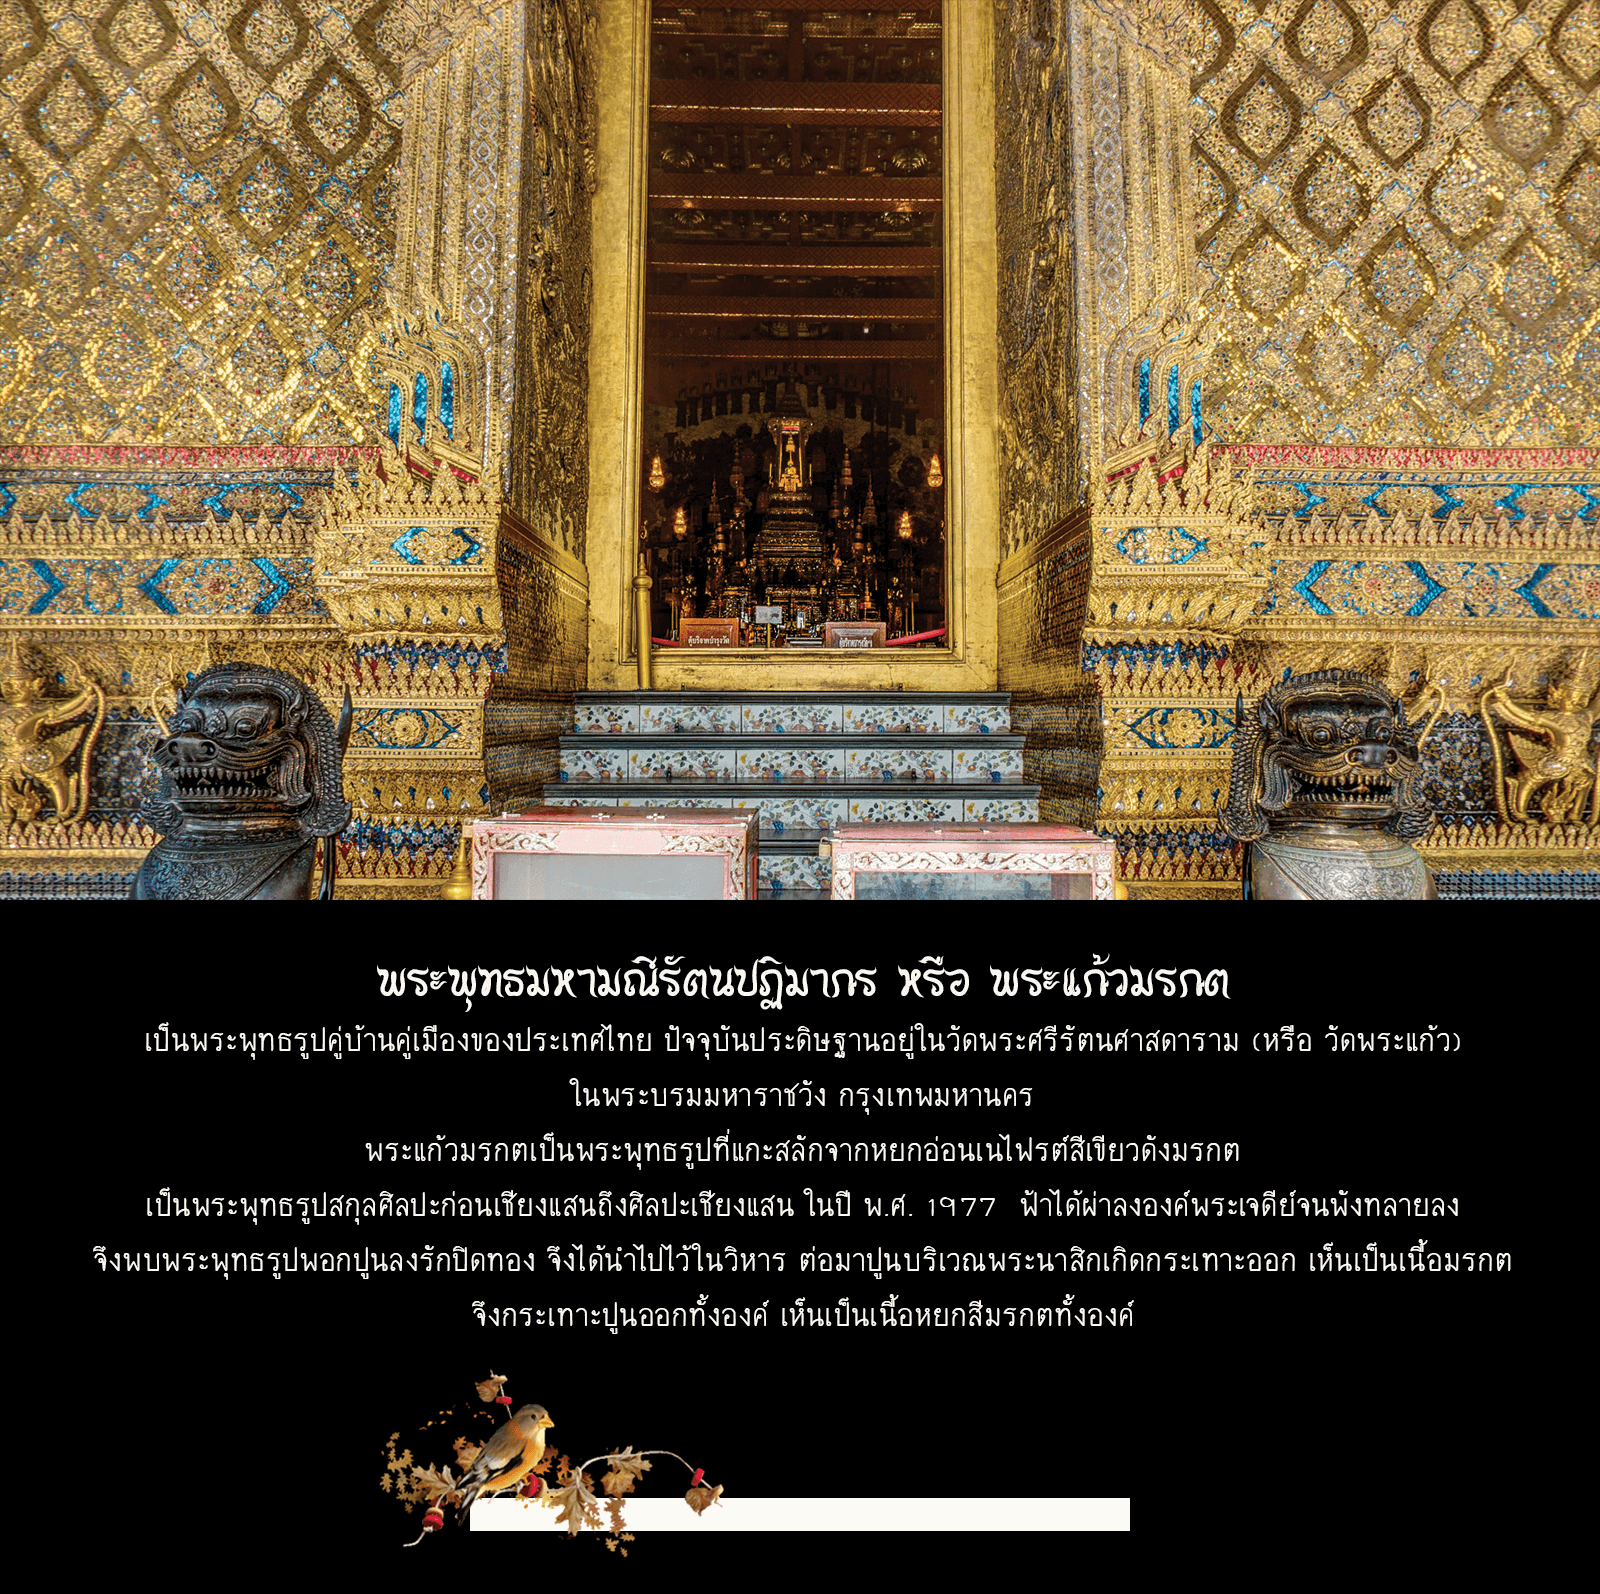 ตู้บริจาคบำรุงวัด
พระพุทธมหามณีรัตนปฏิมากร หรือ พระแก้วมรกต
เป็นพระพุทธรูปคู่บ้านคู่เมืองของประเทศไทย ปัจจุบันประดิษฐานอยู่ในวัดพระศรีรัตนศาสดาราม (หรือ วัดพระแก้ว)
ในพระบรมมหาราชวัง กรุงเทพมหานคร
พระแก้วมรกตเป็นพระพุทธรูปที่แกะสลักจากหยกอ่อนเนไฟรต์สีเขียวดังมรกต
เป็นพระพุทธรูปสกุลศิลปะก่อนเชียงแสนถึงศิลปะเชียงแสน ในปี พ.ศ. 1977 ฟ้าได้ผ่าลงองค์พระเจดีย์จนพังทลายลง
จึงพบพระพุทธรูปพอกปูนลงรักปิดทอง จึงได้นำไปไว้ในวิหาร ต่อมาปูนบริเวณพระนาสิกเกิดกระเทาะออก เห็นเป็นเนื้อมรกต
จึงกระเทาะปูนออกทั้งองค์ เห็นเป็นเนื้อหยกสีมรกตทั้งองค์